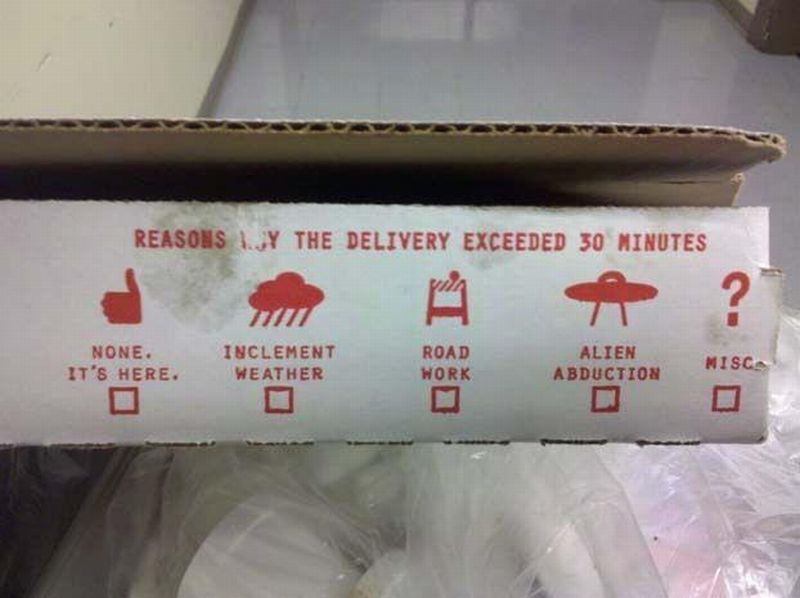 REASONS THE DELIVERY EXCEEDED 30 MINUTES
?
NONE.
IT'S HERE.
INCLEMENT
WEATHER
ROAD
WORK
ALIEN
ABDUCTION
MISC